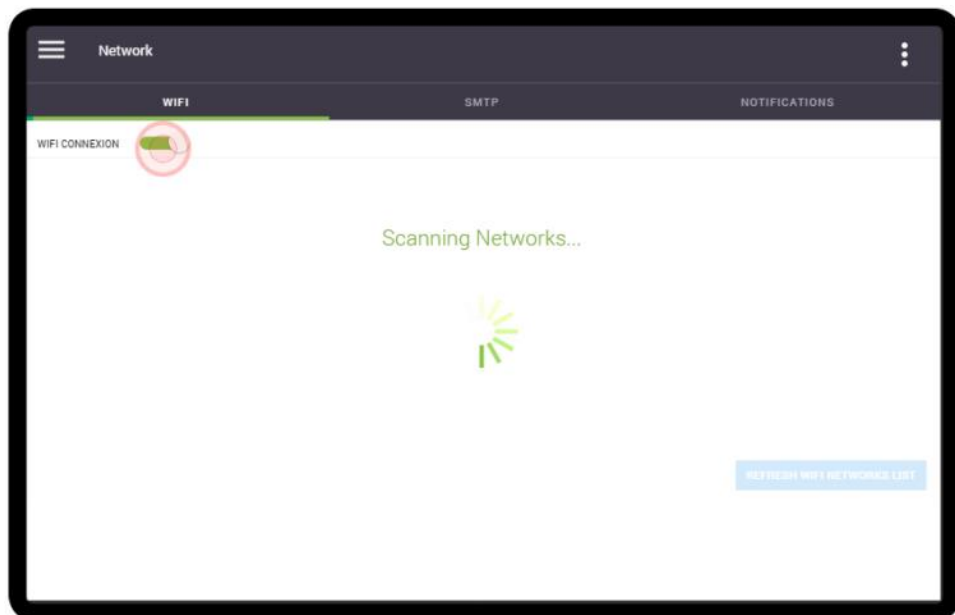 Network
WIFI
SMTP
NOTIFICATIONS
WIFI CONNEXION
Scanning Networks...
REFRESH WIFI NETWORKS LIST